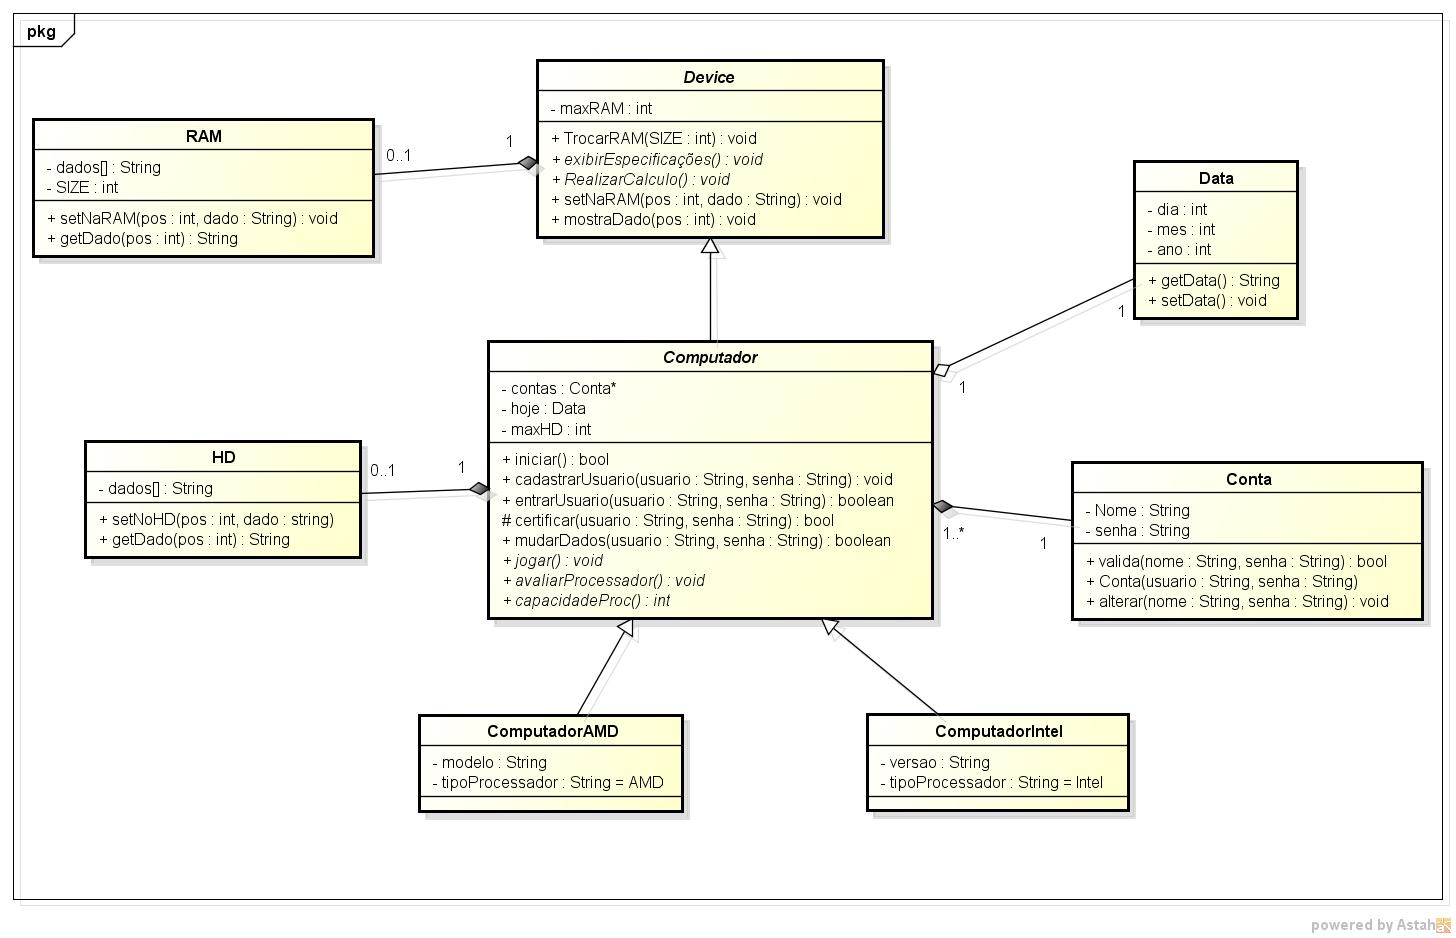 pkg
Device
- maxRAM : int
+ TrocarRAM(SIZE : int) : void
+ exibirEspecificações() : void
+ RealizarCalculo() : void
+ setNaRAM(pos : int, dado : String) : void
+ mostraDado(pos : int) : void
RAM
- dados[] : String
- SIZE : int
+ setNaRAM(pos : int, dado : String) : void
+ getDado(pos : int) : String
0..1
1
Data
- dia : int
- mes : int
- ano : int
+ getData() : String
+ setData() : void
1
1
Computador
- contas : Conta*
- hoje : Data
- maxHD : int
+ iniciar() : bool
+ cadastrarUsuario(usuario : String, senha : String) : void
+ entrarUsuario(usuario : String, senha : String) : boolean
# certificar(usuario : String, senha : String) : bool
+ mudarDados(usuario : String, senha : String) : boolean
+ jogar() : void
+ avaliarProcessador() : void
+ capacidadeProc() : int
HD
- dados[] : String
+ setNoHD(pos : int, dado : string)
+ getDado(pos : int) : String
0..1
1
Conta
- Nome : String
- senha : String
+ valida(nome : String, senha : String) : bool
+ Conta(usuario : String, senha : String)
+ alterar(nome : String, senha : String) : void
1..*
1
ComputadorAMD
- modelo : String
- tipoProcessador : String = AMD
ComputadorIntel
- versao : String
- tipoProcessador : String = Intel
powered by Astah